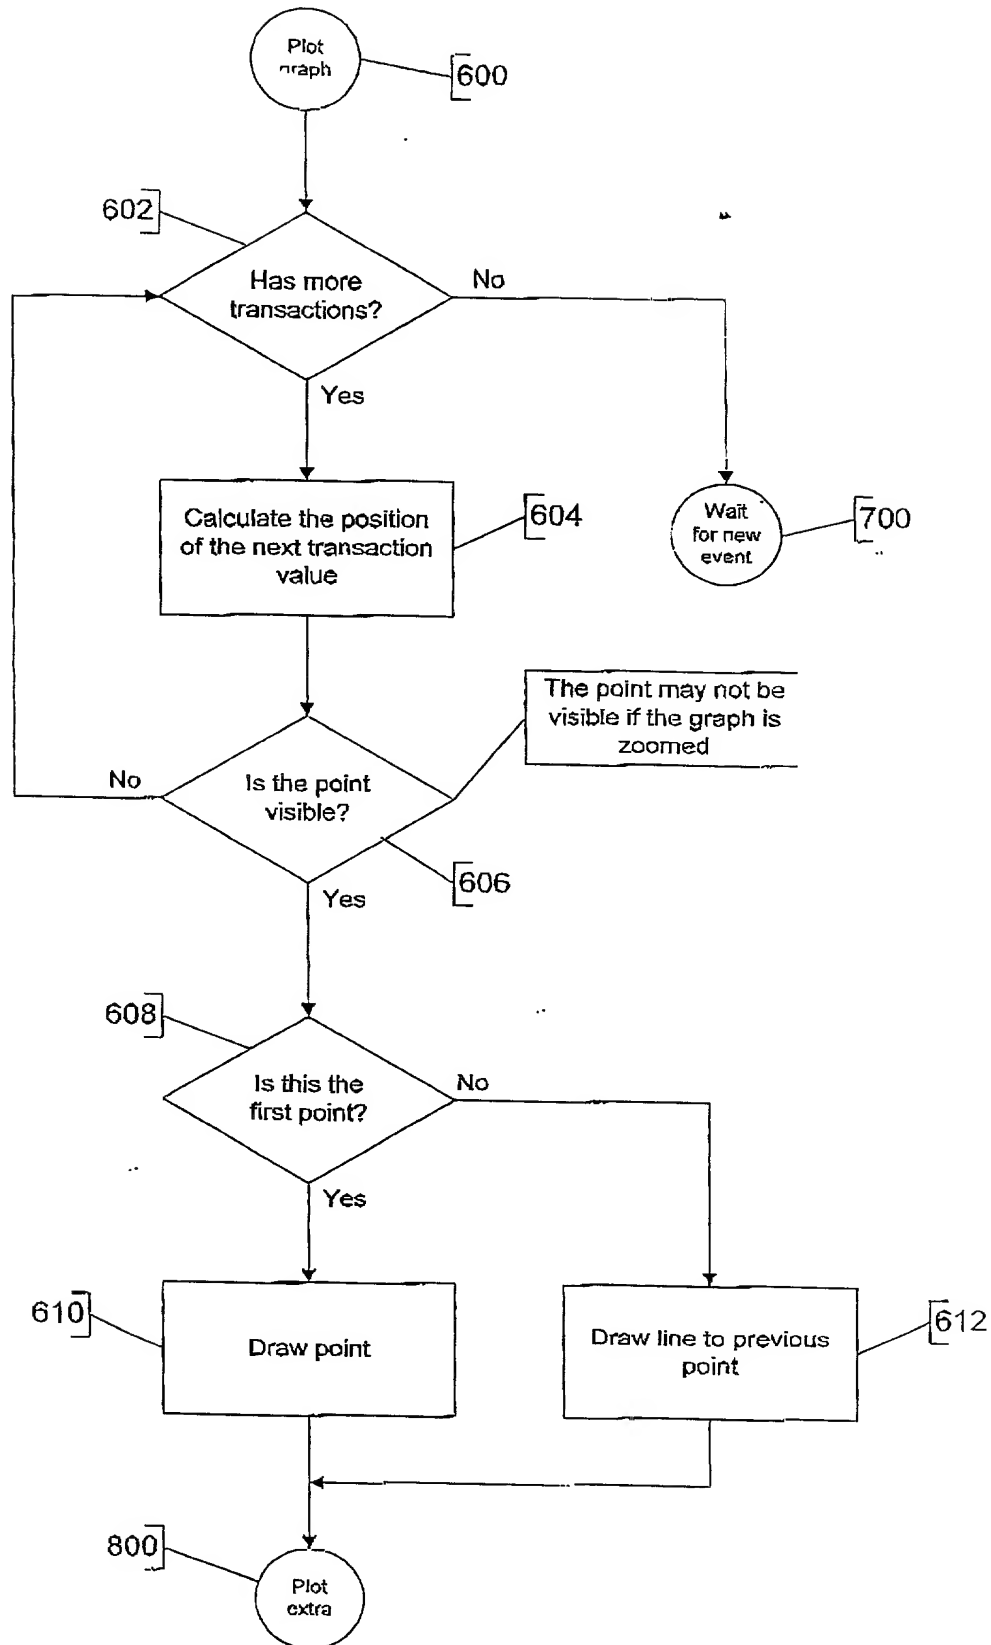 Plot
graph
600
602
Has more
transactions?
No
Yes
Calculate the position
of the next transaction
value
604
Wait
for new
event
700
The point may not be
visible if the graph is
zoomed
No
Is the point
visible?
606
Yes
608
Is this the
first point?
No
Yes
610
Draw point
Draw line to previous
point
612
800
Plot
extra